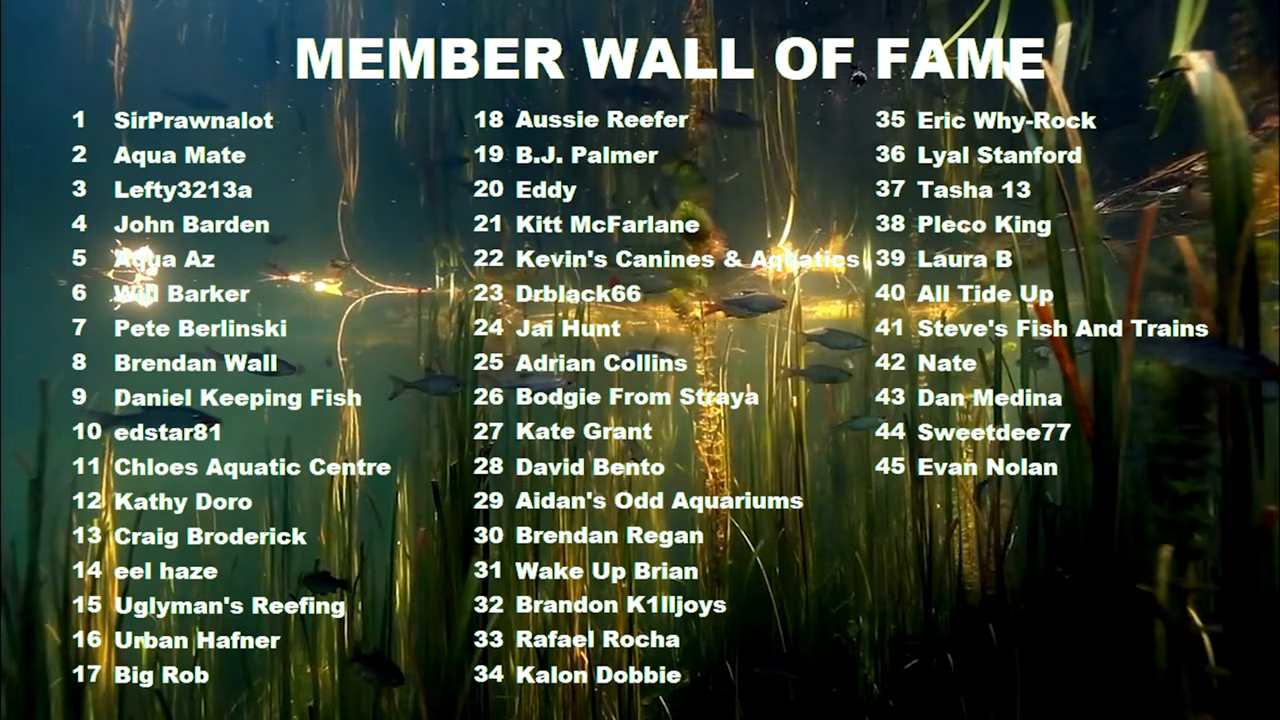 MEMBER WALL OF FAME
1 SirPrawnalot
2 Aqua Mate
3 Lefty3213a
4 John Barden
5 Aqua Az
6 Will Barker
7 Pete Berlinski
8 Brendan Wall
9 Daniel Keeping Fish
10 edstar81
11 Chloes Aquatic Centre
12 Kathy Doro
13 Craig Broderick
14 eel haze
15 Uglyman's Reefing
16 Urban Hafner
17 Big Rob
18 Aussie Reefer
19 B.J. Palmer
20 Eddy
21 Kitt McFarlane
22 Kevin's Canines & Aquatics
23 Drblack66
24 Jai Hunt
25 Adrian Collins
26 Bodgie From Straya
27 Kate Grant
28 David Bento
29 Aidan's Odd Aquariums
30 Brendan Regan
31 Wake Up Brian
32 Brandon K1lljoys
33 Rafael Rocha
34 Kalon Dobbie
35 Eric Why-Rock
36 Lyal Stanford
37 Tasha 13
38 Pleco King
39 Laura B
40 All Tide Up
41 Steve's Fish And Trains
42 Nate
43 Dan Medina
44 Sweetdee77
45 Evan Nolan